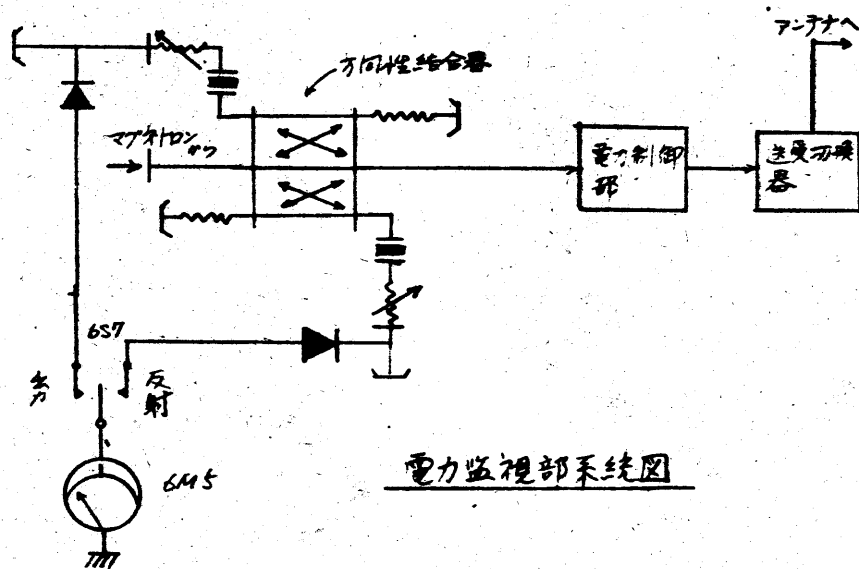 アンテナへ
方向性結合器
マグネトロン
から
電力制御
部
送受切換
器
6S7
出力
反射
6M5
電力監視部系統図